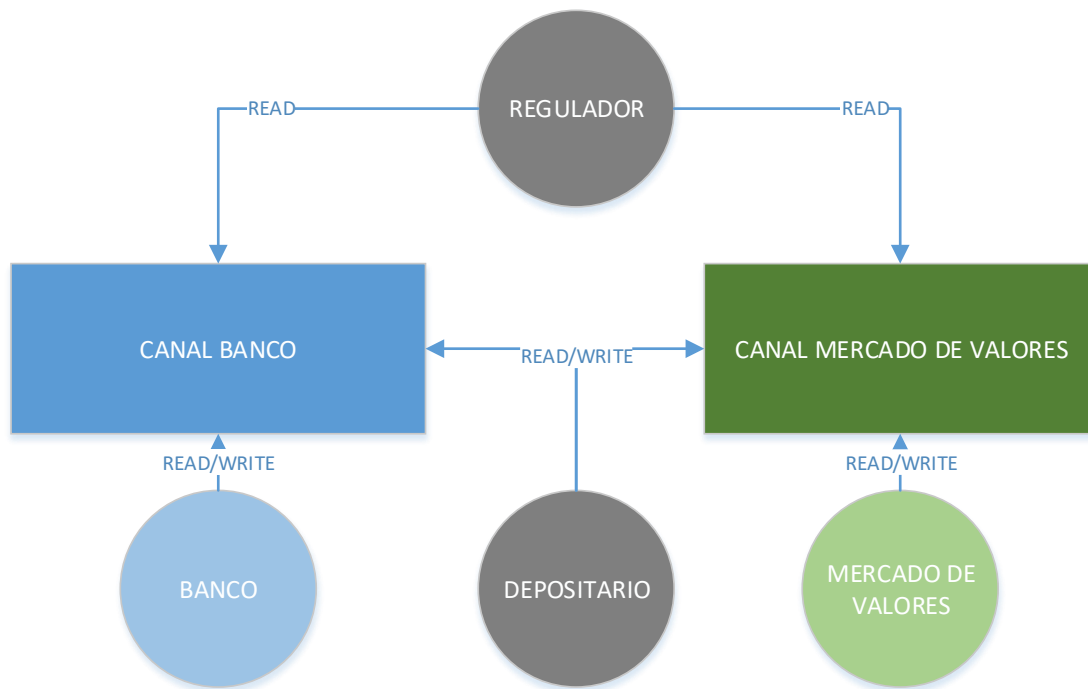 REGULADOR
READ
READ
CANAL BANCO
CANAL MERCADO DE VALORES
READ/WRITE
READ/WRITE
READ/WRITE
BANCO
DEPOSITARIO
MERCADO DE
VALORES